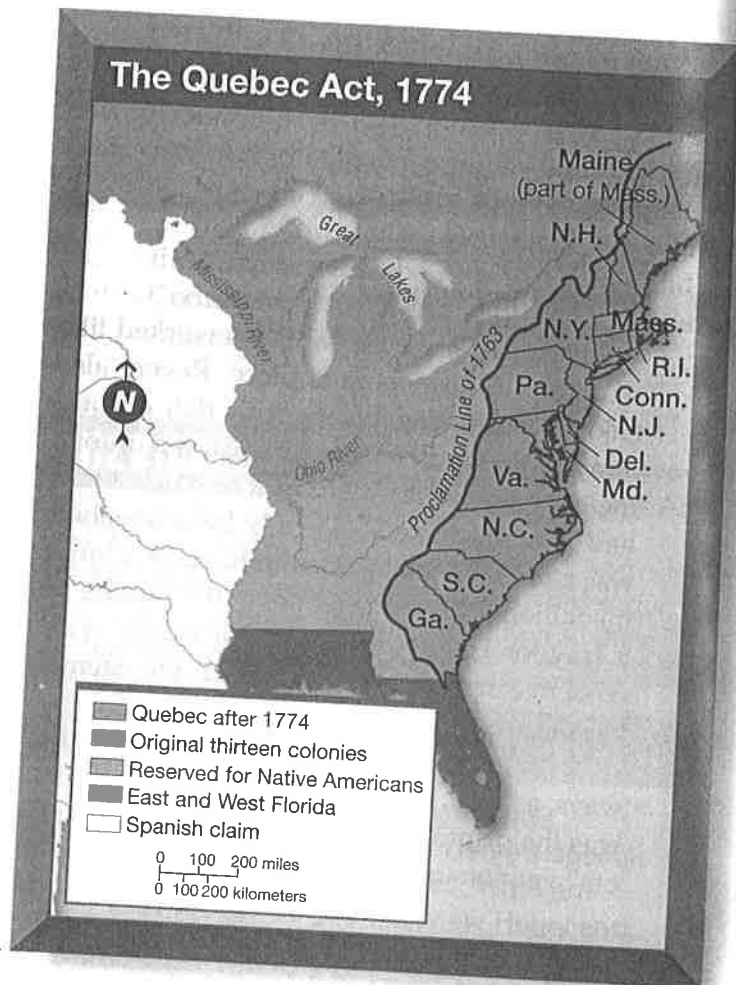 The Quebec Act, 1774
Maine
(part of Mass.)
N.H.
Great
Lakes
Mississippi River
N.Y.
Mass.
R.I.
Conn.
N.J.
Pa.
Proclamation Line of 1763
N
Ohio River
Del.
Md.
Va.
N.C.
S.C.
Ga.
Quebec after 1774
Original thirteen colonies
Reserved for Native Americans
East and West Florida
Spanish claim
0 100 200 miles
0 100 200 kilometers